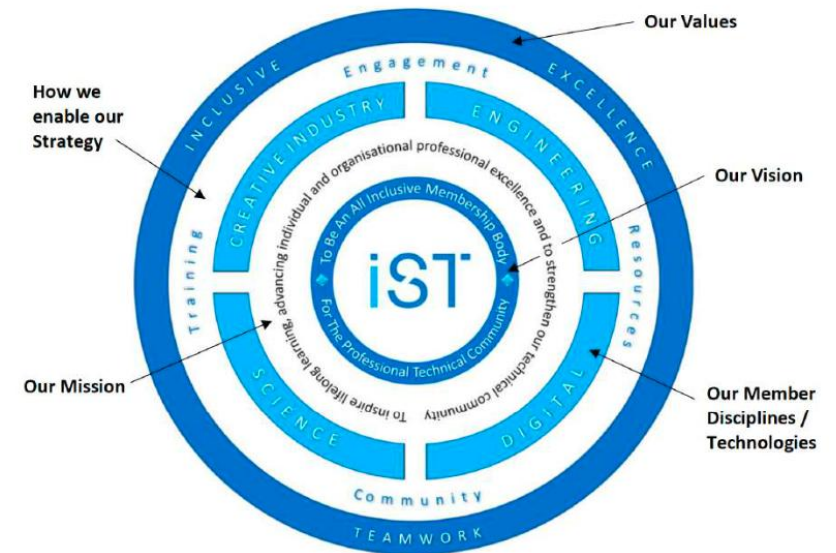 Our Values
How we
enable our
Strategy
Our Vision
Our Mission
Our Member
Disciplines /
Technologies
INCLUSIVE
EXCELLENCE
TEAMWORK
Engagement
Resources
Community
Training
CREATIVE INDUSTRY
ENGINEERING
DIGITAL
SCIENCE
To inspire lifelong learning, advancing individual and organisational professional excellence and to strengthen our technical community
To Be An All Inclusive Membership Body
For The Professional Technical Community
iST